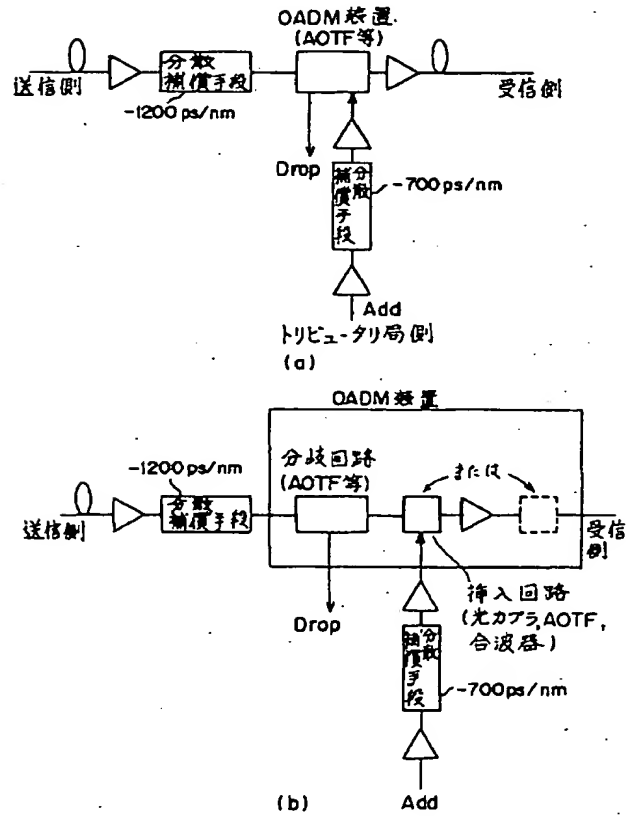 OADM装置
(AOTF等)
送信側
分散
補償手段
-1200 ps/nm
受信側
Drop
分散
補償手段
-700 ps/nm
Add
トリビュータリ局側
(a)
OADM装置
-1200 ps/nm
分岐回路
(AOTF等)
または
送信側
分散
補償手段
受信
側
Drop
挿入回路
(光カプラ,AOTF,
合波器)
分散
補償手段
-700ps/nm
(b)
Add